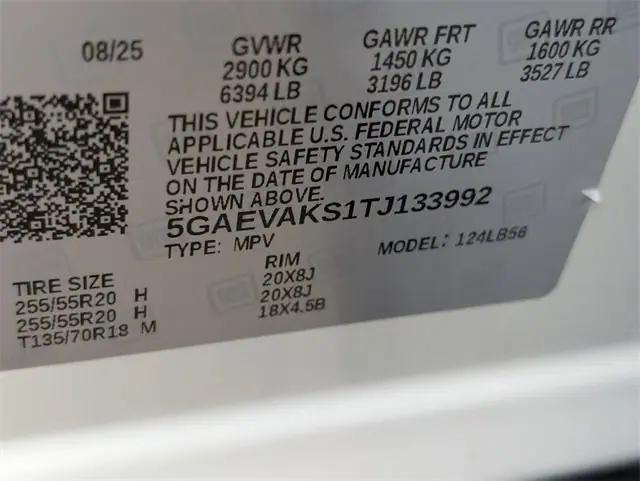 08/25 GVWR GAWR FRT GAWR RR
2900 KG 1450 KG 1600 KG
6394 LB 3196 LB 3527 LB
THIS VEHICLE CONFORMS TO ALL
APPLICABLE U.S. FEDERAL MOTOR
VEHICLE SAFETY STANDARDS IN EFFECT
ON THE DATE OF MANUFACTURE
SHOWN ABOVE.
5GAEVAKS1TJ133992
TYPE: MPV MODEL: 124LB56
TIRE SIZE RIM
255/55R20 H 20X8J
255/55R20 H 20X8J
T135/70R18 M 18X4.5B